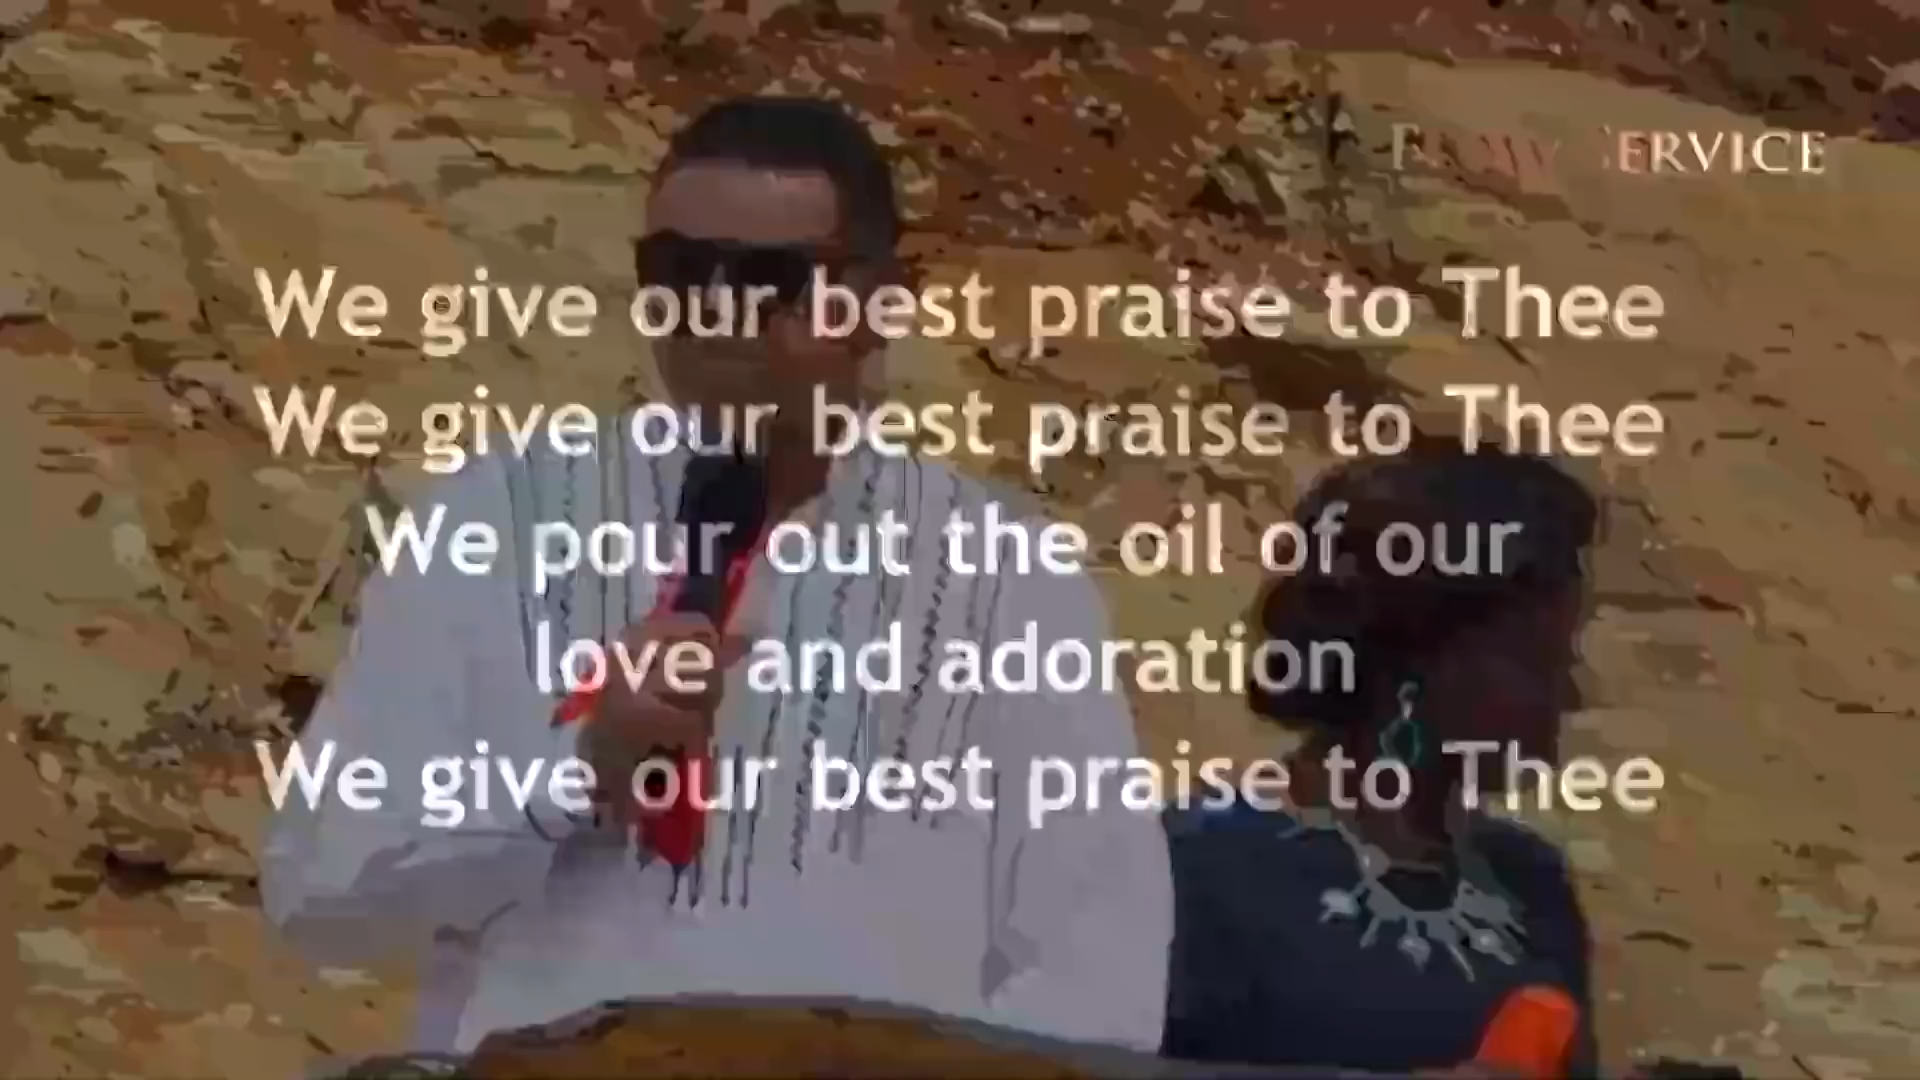 SERVICE
We give our best praise to Thee
We give our best praise to Thee
We pour out the oil of our
love and adoration
We give our best praise to Thee